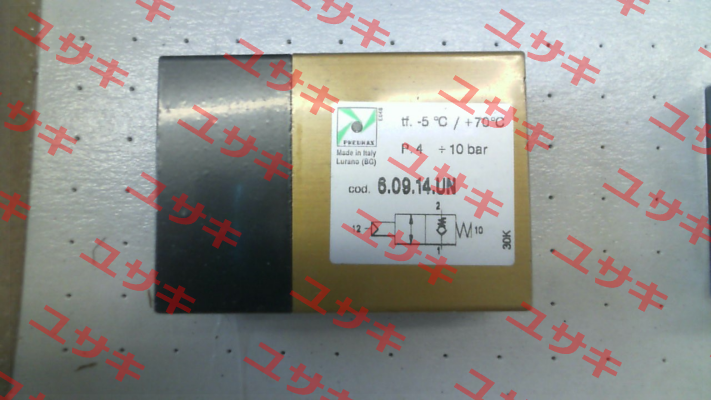 PNEUMAX
Made in Italy
Lurano (BG)
tf. -5 °C / +70°C
P. 4 ÷ 10 bar
cod. 6.09.14.UN
2
12
10
1
30K
ユサキ